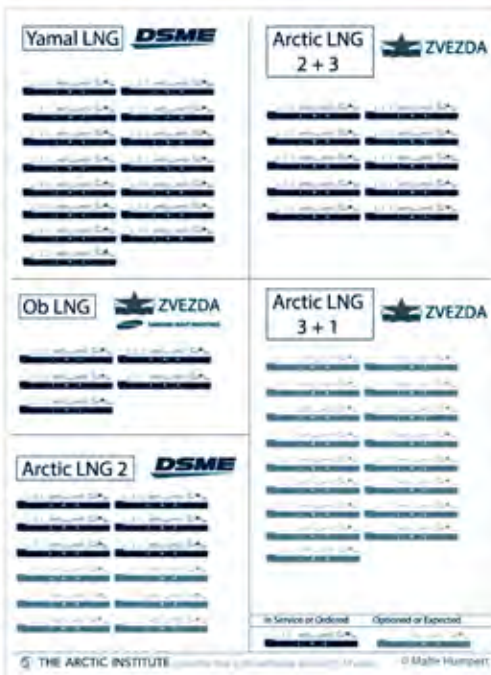 Yamal LNG DSME
Arctic LNG
2 + 3
ZVEZDA
Ob LNG ZVEZDA
Arctic LNG
3 + 1
ZVEZDA
Arctic LNG 2 DSME
In Service or Ordered
Optioned or Expected
THE ARCTIC INSTITUTE
© Malte Humpert